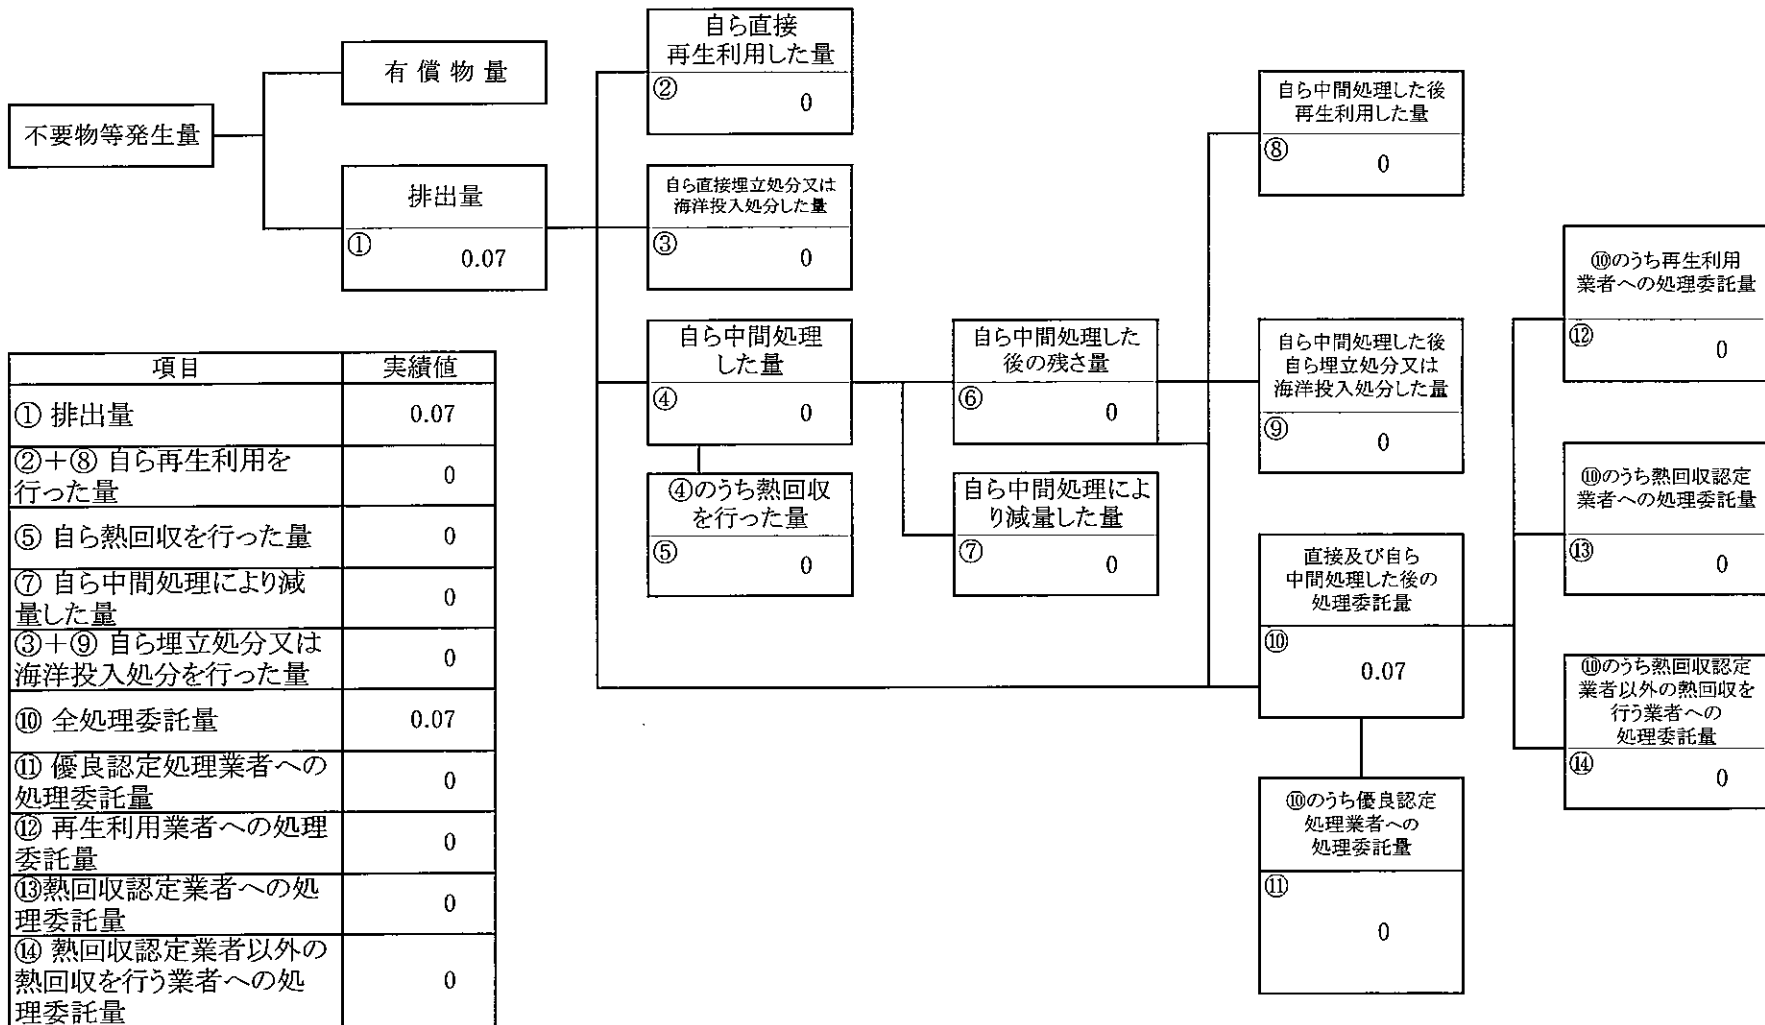 不要物等発生量
有償物量
排出量
①
0.07
自ら直接
再生利用した量
②
0
自ら直接埋立処分又は
海洋投入処分した量
③
0
自ら中間処理
した量
④
0
④のうち熱回収
を行った量
⑤
0
自ら中間処理した
後の残さ量
⑥
0
自ら中間処理によ
り減量した量
⑦
0
自ら中間処理した後
再生利用した量
⑧
0
自ら中間処理した後
自ら埋立処分又は
海洋投入処分した量
⑨
0
直接及び自ら
中間処理した後の
処理委託量
⑩
0.07
⑩のうち優良認定
処理業者への
処理委託量
⑪
0
⑩のうち再生利用
業者への処理委託量
⑫
0
⑩のうち熱回収認定
業者への処理委託量
⑬
0
⑩のうち熱回収認定
業者以外の熱回収を
行う業者への
処理委託量
⑭
0
項目 実績値
① 排出量 0.07
②+⑧ 自ら再生利用を
行った量 0
⑤ 自ら熱回収を行った量 0
⑦ 自ら中間処理により減
量した量 0
③+⑨ 自ら埋立処分又は
海洋投入処分を行った量 0
⑩ 全処理委託量 0.07
⑪ 優良認定処理業者への
処理委託量 0
⑫ 再生利用業者への処理
委託量 0
⑬熱回収認定業者への処
理委託量 0
⑭ 熱回収認定業者以外の
熱回収を行う業者への処
理委託量 0